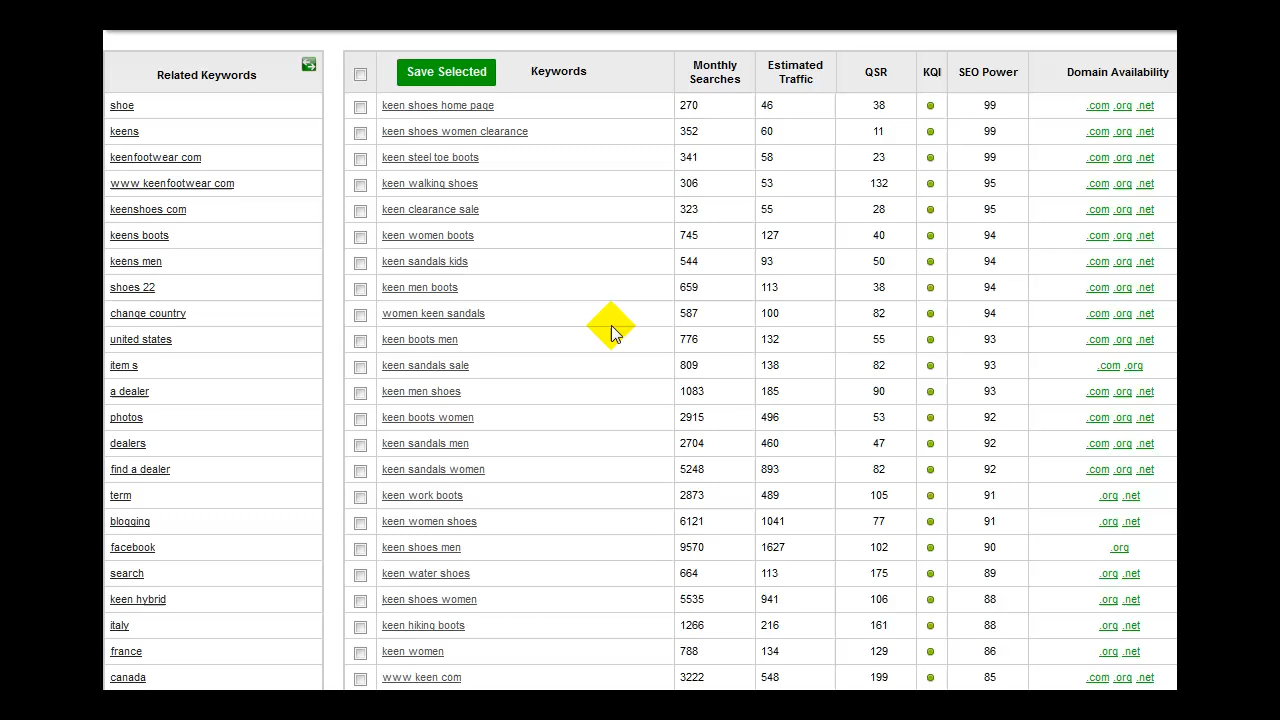 Related Keywords
shoe
keens
keenfootwear com
www keenfootwear com
keenshoes com
keens boots
keens men
shoes 22
change country
united states
item s
a dealer
photos
dealers
find a dealer
term
blogging
facebook
search
keen hybrid
italy
france
canada
Save Selected Keywords Monthly Searches Estimated Traffic QSR KQI SEO Power Domain Availability
keen shoes home page 270 46 38 99 .com .org .net
keen shoes women clearance 352 60 11 99 .com .org .net
keen steel toe boots 341 58 23 99 .com .org .net
keen walking shoes 306 53 132 95 .com .org .net
keen clearance sale 323 55 28 95 .com .org .net
keen women boots 745 127 40 94 .com .org .net
keen sandals kids 544 93 50 94 .com .org .net
keen men boots 659 113 38 94 .com .org .net
women keen sandals 587 100 82 94 .com .org .net
keen boots men 776 132 55 93 .com .org .net
keen sandals sale 809 138 82 93 .com .org
keen men shoes 1083 185 90 93 .com .org .net
keen boots women 2915 496 53 92 .com .org .net
keen sandals men 2704 460 47 92 .com .org .net
keen sandals women 5248 893 82 92 .com .org .net
keen work boots 2873 489 105 91 .org .net
keen women shoes 6121 1041 77 91 .org .net
keen shoes men 9570 1627 102 90 .org
keen water shoes 664 113 175 89 .org .net
keen shoes women 5535 941 106 88 .org .net
keen hiking boots 1266 216 161 88 .org .net
keen women 788 134 129 86 .org .net
www keen com 3222 548 199 85 .com .org .net